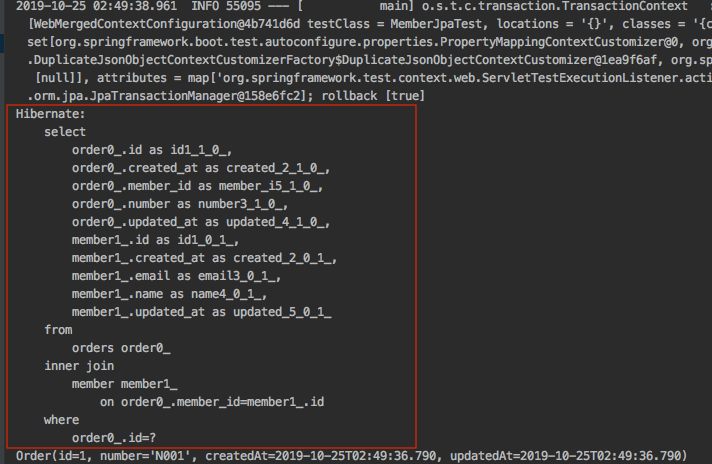 2019-10-25 02:49:38.961  INFO 55095 --- [           main] o.s.t.c.transaction.TransactionContext
[WebMergedContextConfiguration@4b741d6d testClass = MemberJpaTest, locations = '{}', classes = '{c
set[org.springframework.boot.test.autoconfigure.properties.PropertyMappingContextCustomizer@0, org
.DuplicateJsonObjectContextCustomizerFactory$DuplicateJsonObjectContextCustomizer@1ea9f6af, org.sp
[null]], attributes = map['org.springframework.test.context.web.ServletTestExecutionListener.acti
.orm.jpa.JpaTransactionManager@158e6fc2]; rollback [true]
Hibernate:
select
order0_.id as id1_1_0_,
order0_.created_at as created_2_1_0_,
order0_.member_id as member_i5_1_0_,
order0_.number as number3_1_0_,
order0_.updated_at as updated_4_1_0_,
member1_.id as id1_0_1_,
member1_.created_at as created_2_0_1_,
member1_.email as email3_0_1_,
member1_.name as name4_0_1_,
member1_.updated_at as updated_5_0_1_
from
orders order0_
inner join
member member1_
on order0_.member_id=member1_.id
where
order0_.id=?
Order(id=1, number='N001', createdAt=2019-10-25T02:49:36.790, updatedAt=2019-10-25T02:49:36.790)